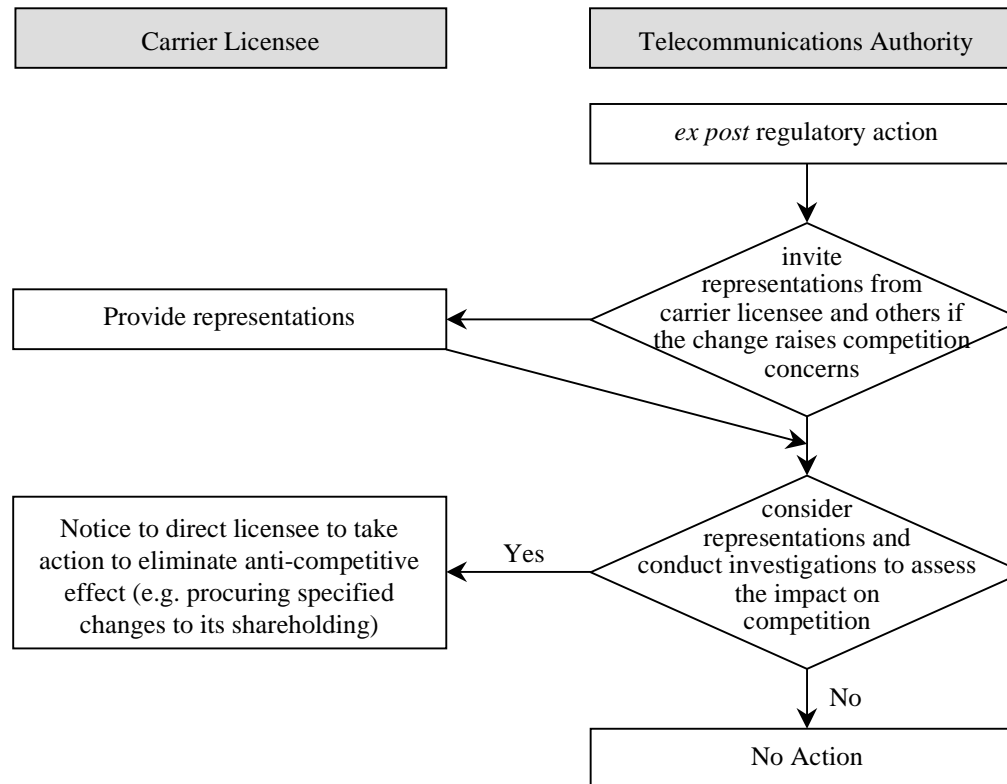 Carrier Licensee
Telecommunications Authority
ex post regulatory action
invite
representations from
carrier licensee and others if
the change raises competition
concerns
Provide representations
consider
representations and
conduct investigations to assess
the impact on
competition
Yes
Notice to direct licensee to take
action to eliminate anti-competitive
effect (e.g. procuring specified
changes to its shareholding)
No
No Action